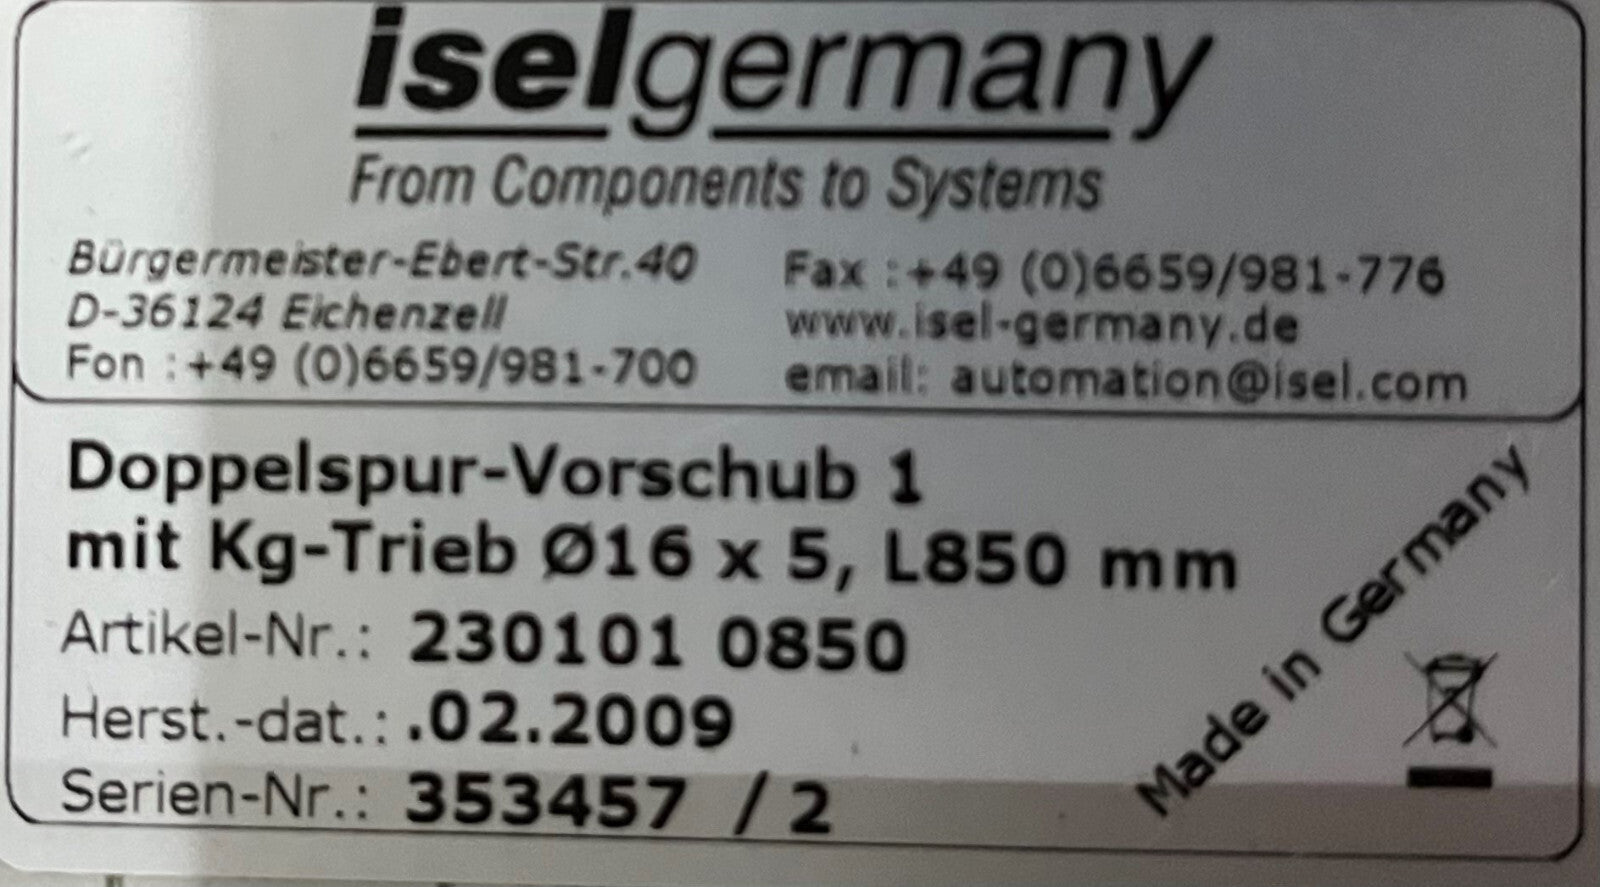 iselgermany
From Components to Systems
Bürgermeister-Ebert-Str.40
D-36124 Eichenzell
Fon :+49 (0)6659/981-700
Fax :+49 (0)6659/981-776
www.isel-germany.de
email: automation@isel.com
Doppelspur-Vorschub 1
mit Kg-Trieb Ø16 x 5, L850 mm
Artikel-Nr.: 230101 0850
Herst.-dat.: .02.2009
Serien-Nr.: 353457 / 2
Made in Germany